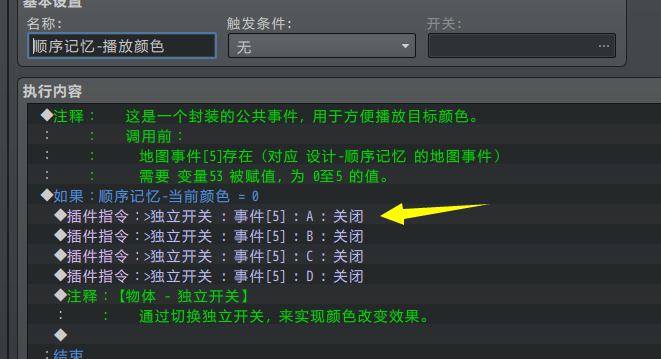 基本设置
名称:
触发条件:
开关:
顺序记忆-播放颜色
无
...
执行内容
◆注释： 这是一个封装的公共事件, 用于方便播放目标颜色。
： ： 调用前：
： ： 地图事件[5]存在（对应 设计-顺序记忆 的地图事件）
： ： 需要 变量53 被赋值, 为 0至5 的值。
◆如果：顺序记忆-当前颜色 = 0
◆插件指令：>独立开关 : 事件[5] : A : 关闭
◆插件指令：>独立开关 : 事件[5] : B : 关闭
◆插件指令：>独立开关 : 事件[5] : C : 关闭
◆插件指令：>独立开关 : 事件[5] : D : 关闭
◆注释：【物体 - 独立开关】
： ： 通过切换独立开关, 来实现颜色改变效果。
◆
：结束